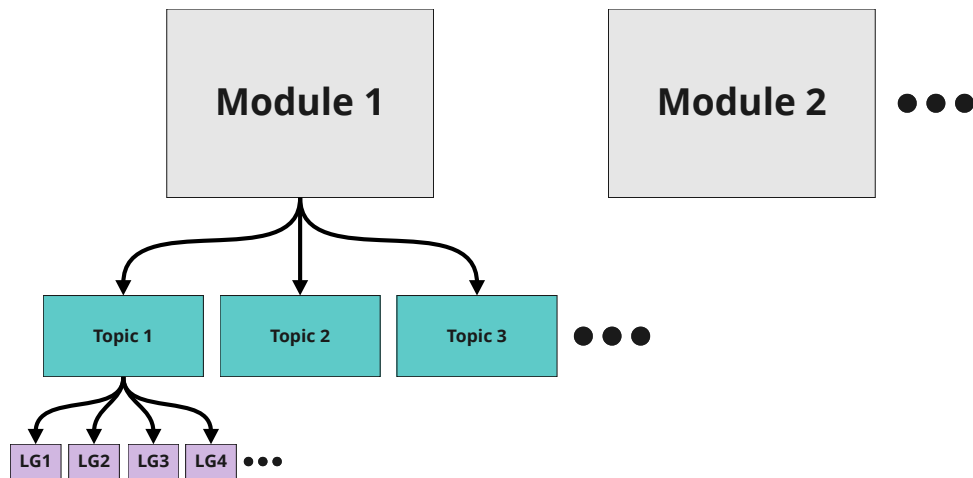 Module 1
Module 2
Topic 1
Topic 2
Topic 3
LG1
LG2
LG3
LG4